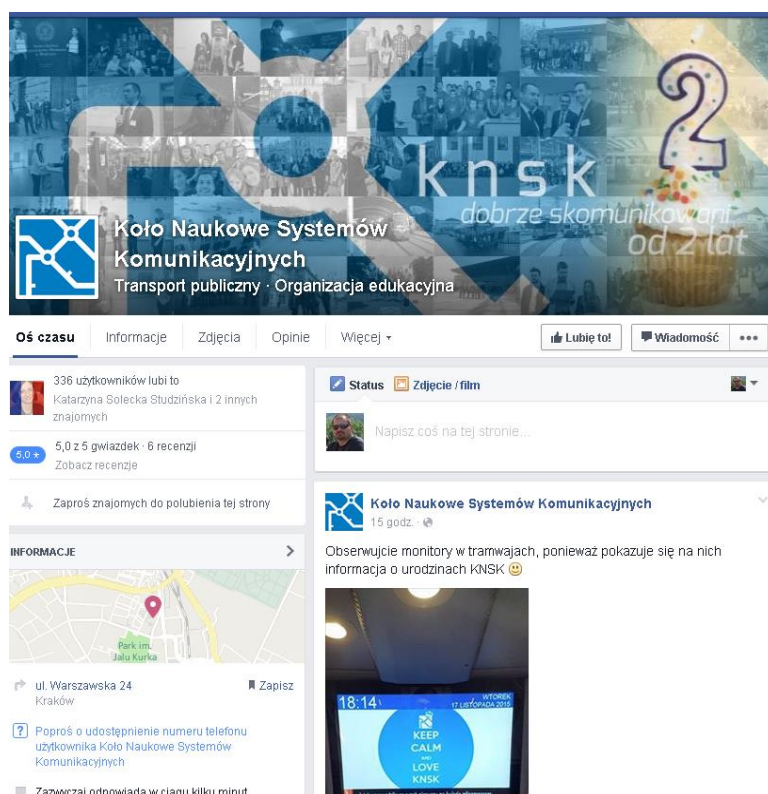 2
knsk
dobrze skomunikowani
od 2 lat
Koło Naukowe Systemów
Komunikacyjnych
Transport publiczny · Organizacja edukacyjna
Oś czasu Informacje Zdjęcia Opinie Więcej
Lubię to! Wiadomość
336 użytkowników lubi to
Katarzyna Solecka Studzińska i 2 innych
znajomych
5,0 5,0 z 5 gwiazdek · 6 recenzji
Zobacz recenzje
Zaproś znajomych do polubienia tej strony
INFORMACJE
Park im.
Jalu Kurka
ul. Warszawska 24 Zapisz
Kraków
? Poproś o udostępnienie numeru telefonu
użytkownika Koło Naukowe Systemów
Komunikacyjnych
Zazwyczaj odpowiada w ciągu kilku minut
Status Zdjęcie / film
Napisz coś na tej stronie...
Koło Naukowe Systemów Komunikacyjnych
15 godz. ·
Obserwujcie monitory w tramwajach, ponieważ pokazuje się na nich
informacja o urodzinach KNSK
18:14 WTOREK
17 LISTOPADA 2015
KEEP
CALM
AND
LOVE
KNSK